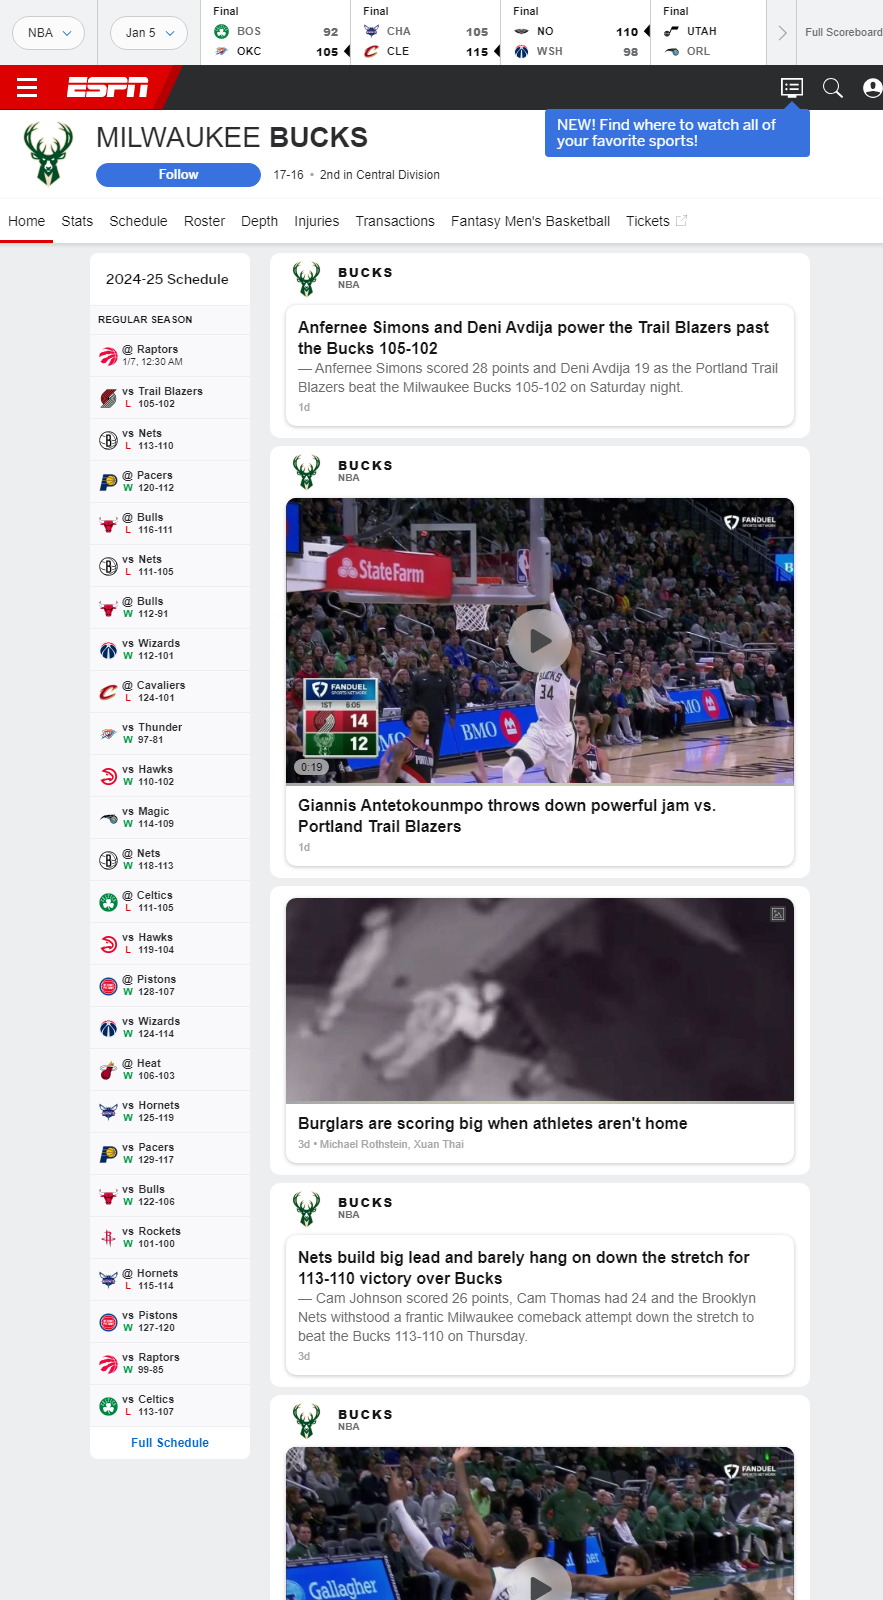 NBA
Jan 5
Final
BOS 92
OKC 105
Final
CHA 105
CLE 115
Final
NO 110
WSH 98
Final
UTAH
ORL
Full Scoreboard
ESPN
NEW! Find where to watch all of
your favorite sports!
MILWAUKEE BUCKS
Follow
17-16 • 2nd in Central Division
Home Stats Schedule Roster Depth Injuries Transactions Fantasy Men's Basketball Tickets
2024-25 Schedule
REGULAR SEASON
@ Raptors
1/7, 12:30 AM
vs Trail Blazers
L 105-102
vs Nets
L 113-110
@ Pacers
W 120-112
@ Bulls
L 116-111
vs Nets
L 111-105
@ Bulls
W 112-91
vs Wizards
W 112-101
@ Cavaliers
L 124-101
vs Thunder
W 97-81
vs Hawks
W 110-102
vs Magic
W 114-109
@ Nets
W 118-113
@ Celtics
L 111-105
vs Hawks
L 119-104
@ Pistons
W 128-107
vs Wizards
W 124-114
@ Heat
W 106-103
vs Hornets
W 125-119
vs Pacers
W 129-117
vs Bulls
W 122-106
vs Rockets
W 101-100
@ Hornets
L 115-114
vs Pistons
W 127-120
vs Raptors
W 99-85
vs Celtics
L 113-107
Full Schedule
BUCKS
NBA
Anfernee Simons and Deni Avdija power the Trail Blazers past
the Bucks 105-102
— Anfernee Simons scored 28 points and Deni Avdija 19 as the Portland Trail
Blazers beat the Milwaukee Bucks 105-102 on Saturday night.
1d
BUCKS
NBA
FANDUEL
SPORTS NETWORK
StateFarm
BUCKS
34
FANDUEL
SPORTS NETWORK
1ST 6:05
14
12
BMO
MO
0:19
Giannis Antetokounmpo throws down powerful jam vs.
Portland Trail Blazers
1d
Burglars are scoring big when athletes aren't home
3d • Michael Rothstein, Xuan Thai
BUCKS
NBA
Nets build big lead and barely hang on down the stretch for
113-110 victory over Bucks
— Cam Johnson scored 26 points, Cam Thomas had 24 and the Brooklyn
Nets withstood a frantic Milwaukee comeback attempt down the stretch to
beat the Bucks 113-110 on Thursday.
3d
BUCKS
NBA
FANDUEL
SPORTS NETWORK
Gallagher